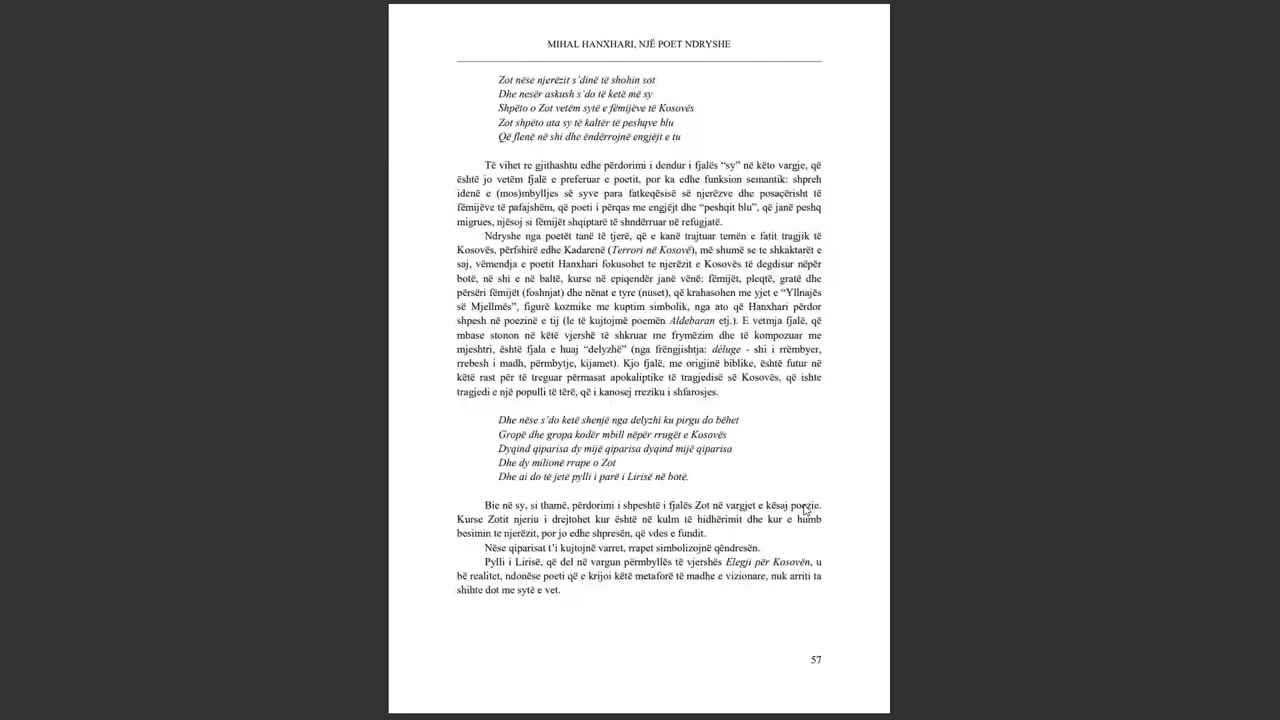 MIHAL HANXHARI, NJË POET NDRYSHE
Zot nëse njerëzit s’dinë të shohin sot
Dhe nesër askush s’do të ketë më sy
Shpëto o Zot vetëm sytë e fëmijëve të Kosovës
Zot shpëto ata sy të kaltër të peshqve blu
Që flenë në shi dhe ëndërrojnë engjëjt e tu
Të vihet re gjithashtu edhe përdorimi i dendur i fjalës “sy” në këto vargje, që
është jo vetëm fjalë e preferuar e poetit, por ka edhe funksion semantik: shpreh
idenë e (mos)mbylljes së syve para fatkeqësisë së njerëzve dhe posaçërisht të
fëmijëve të pafajshëm, që poeti i përqas me engjëjt dhe “peshqit blu”, që janë peshq
migrues, njësoj si fëmijët shqiptarë të shndërruar në refugjatë.
Ndryshe nga poetët tanë të tjerë, që e kanë trajtuar temën e fatit tragjik të
Kosovës, përfshirë edhe Kadarenë (Terrori në Kosovë), më shumë se te shkaktarët e
saj, vëmendja e poetit Hanxhari fokusohet te njerëzit e Kosovës të degdisur nëpër
botë, në shi e në baltë, kurse në epiqendër janë vënë: fëmijët, pleqtë, gratë dhe
përsëri fëmijët (foshnjat) dhe nënat e tyre (nuset), që krahasohen me yjet e “Yllnajës
së Mjellmës”, figurë kozmike me kuptim simbolik, nga ato që Hanxhari përdor
shpesh në poezinë e tij (le të kujtojmë poemën Aldebaran etj.). E vetmja fjalë, që
mbase stonon në këtë vjershë të shkruar me frymëzim dhe të kompozuar me
mjeshtri, është fjala e huaj “delyzhë” (nga frëngjishtja: déluge - shi i rrëmbyer,
rrebesh i madh, përmbytje, kijamet). Kjo fjalë, me origjinë biblike, është futur në
këtë rast për të treguar përmasat apokaliptike të tragjedisë së Kosovës, që ishte
tragjedi e një populli të tërë, që i kanosej rreziku i shfarosjes.
Dhe nëse s’do ketë shenjë nga delyzhi ku pirgu do bëhet
Gropë dhe gropa kodër mbill nëpër rrugët e Kosovës
Dyqind qiparisa dy mijë qiparisa dyqind mijë qiparisa
Dhe dy milionë rrape o Zot
Dhe ai do të jetë pylli i parë i Lirisë në botë.
Bie në sy, si thamë, përdorimi i shpeshtë i fjalës Zot në vargjet e kësaj poezie.
Kurse Zotit njeriu i drejtohet kur është në kulm të hidhërimit dhe kur e humb
besimin te njerëzit, por jo edhe shpresën, që vdes e fundit.
Nëse qiparisat t’i kujtojnë varret, rrapet simbolizojnë qëndresën.
Pylli i Lirisë, që del në vargun përmbyllës të vjershës Elegji për Kosovën, u
bë realitet, ndonëse poeti që e krijoi këtë metaforë të madhe e vizionare, nuk arriti ta
shihte dot me sytë e vet.
57